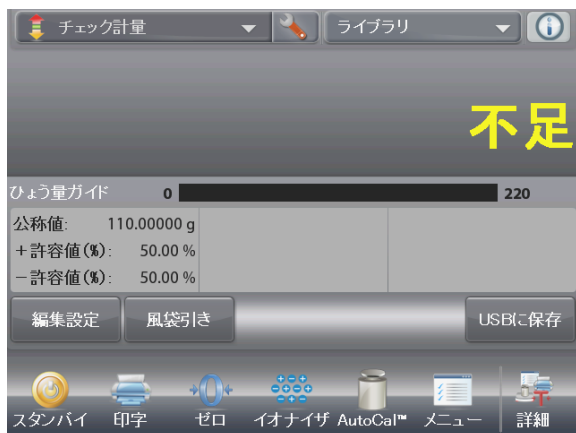 チェック計量 ライブラリ
不足
ひょう量ガイド 0 220
公称値: 110.00000 g
+許容値(%): 50.00 %
-許容値(%): 50.00 %
編集設定 風袋引き USBに保存
スタンバイ 印字 ゼロ イオナイザ AutoCal™ メニュー 詳細